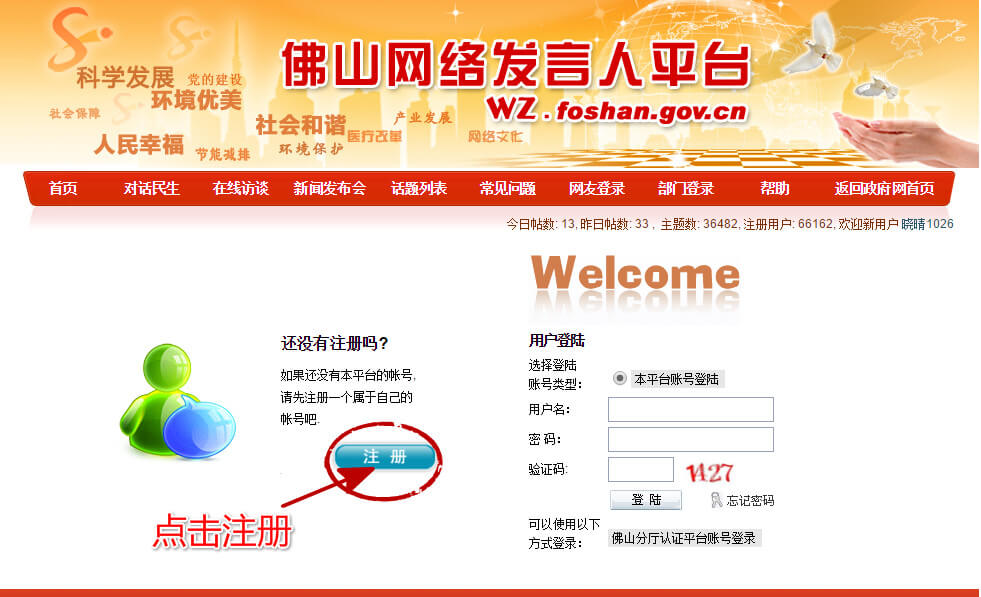 科学发展
党的建设
社会保障
环境优美
人民幸福
节能减排
社会和谐
环境保护
医疗改革
产业发展
网络文化
佛山网络发言人平台
WZ.foshan.gov.cn
首页 对话民生 在线访谈 新闻发布会 话题列表 常见问题 网友登录 部门登录 帮助 返回政府网首页
今日帖数: 13, 昨日帖数: 33 , 主题数: 36482, 注册用户: 66162, 欢迎新用户 晓晴1026
Welcome
还没有注册吗?
如果还没有本平台的帐号,
请先注册一个属于自己的
帐号吧.
注 册
点击注册
用户登陆
选择登陆
账号类型: 本平台账号登陆
用户名:
密 码:
验证码: 1427
登 陆 忘记密码
可以使用以下
方式登录: 佛山分厅认证平台账号登录